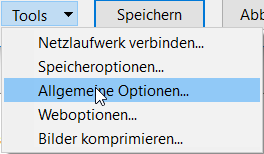 Tools Speichern Abb
Netzlaufwerk verbinden...
Speicheroptionen...
Allgemeine Optionen...
Weboptionen...
Bilder komprimieren...